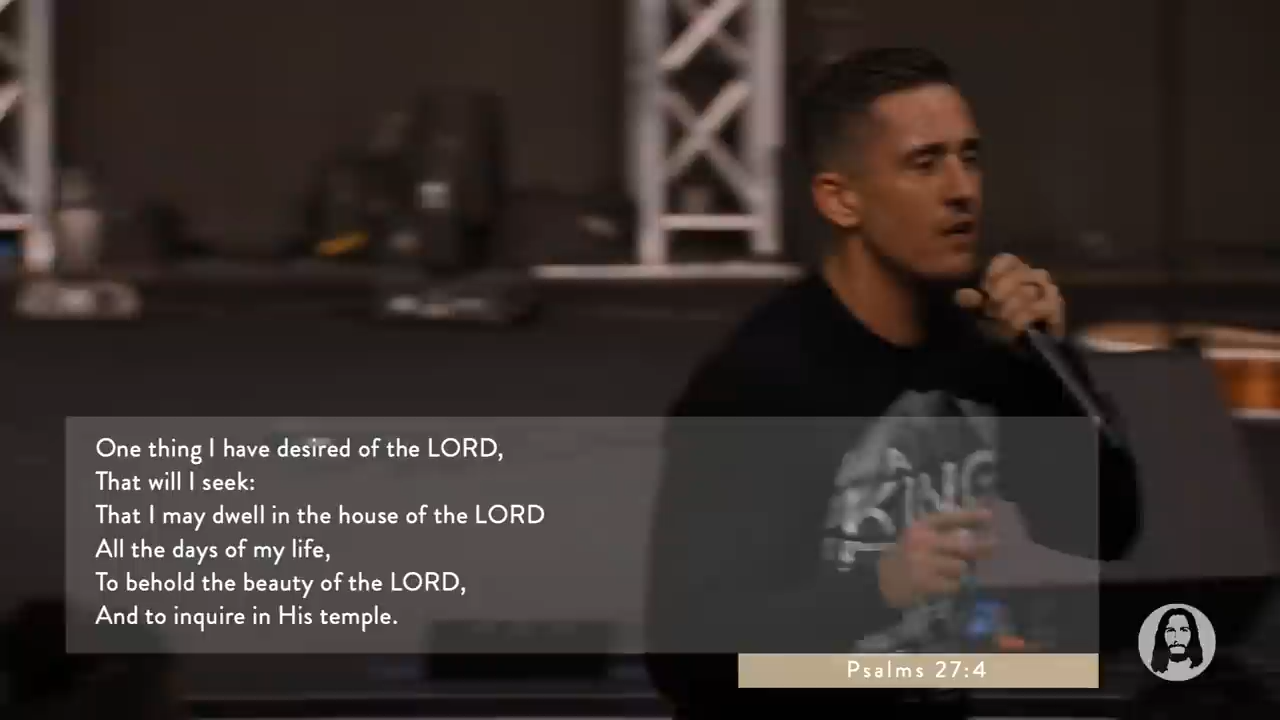 One thing I have desired of the LORD,
That will I seek:
That I may dwell in the house of the LORD
All the days of my life,
To behold the beauty of the LORD,
And to inquire in His temple.
Psalms 27:4
KING